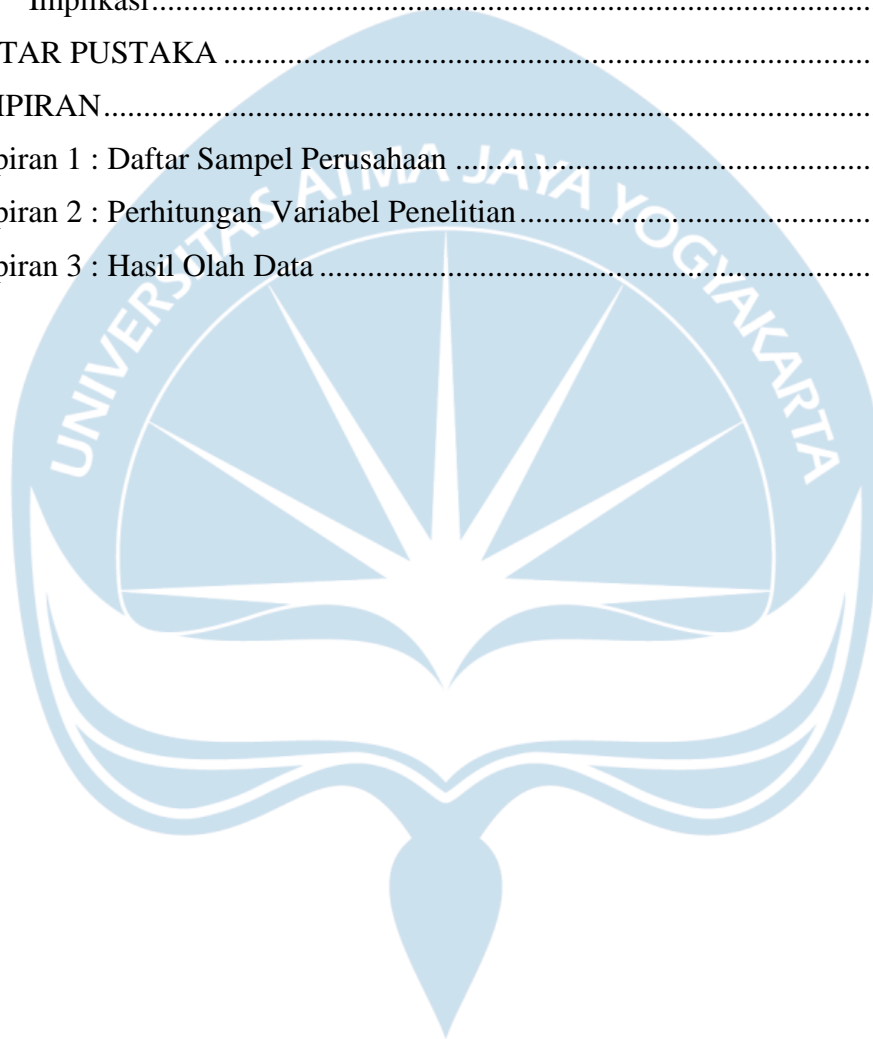 Implikasi...............................................................................................
TAR PUSTAKA ...................................................................................
IPIRAN..................................................................................................
piran 1 : Daftar Sampel Perusahaan .....................................................
piran 2 : Perhitungan Variabel Penelitian.............................................
piran 3 : Hasil Olah Data ......................................................................
UNIVERSITAS ATMA JAYA YOGYAKARTA